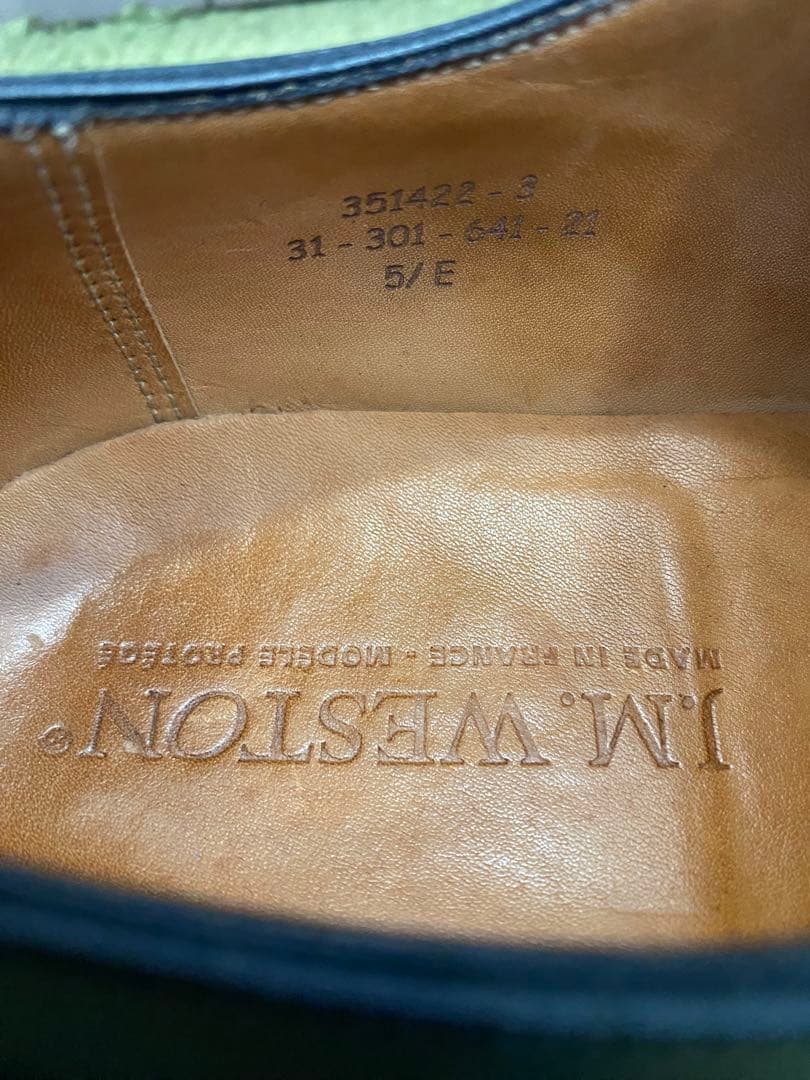 351422 - 3
31 - 301 - 641 - 21
5/ E
J.M. WESTON®
MADE IN FRANCE - MODÈLE PROTÉGÉ